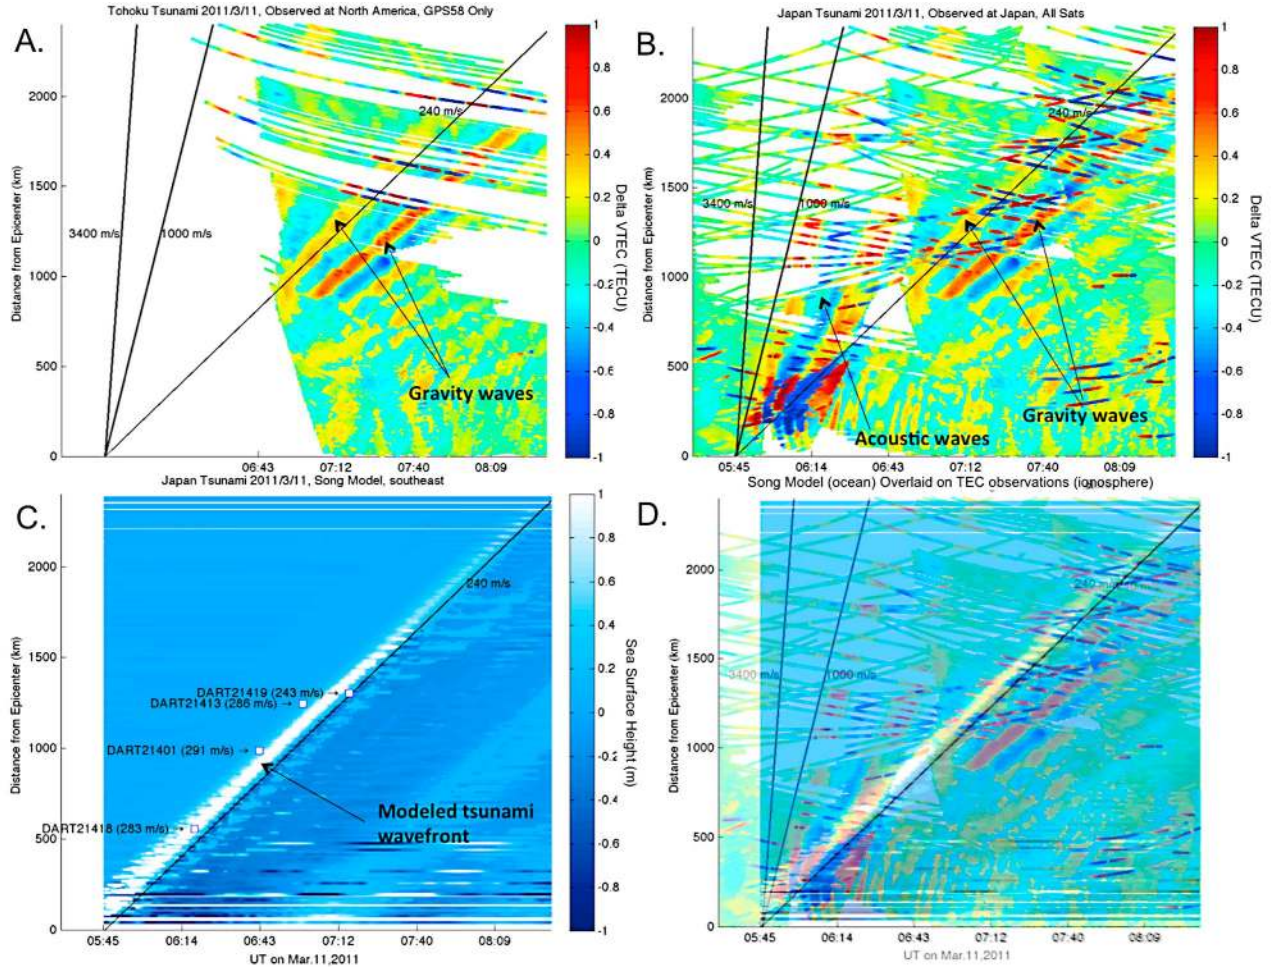 Tohoku Tsunami 2011/3/11, Observed at North America, GPS58 Only
A.
2000
1500
1000
500
0
Distance from Epicenter (km)
3400 m/s
1000 m/s
240 m/s
Gravity waves
06:43
07:12
07:40
08:09
1
0.8
0.6
0.4
0.2
0
-0.2
-0.4
-0.6
-0.8
-1
Delta VTEC (TECU)
Japan Tsunami 2011/3/11, Observed at Japan, All Sats
B.
2000
1500
1000
500
0
Distance from Epicenter (km)
3400 m/s
1000 m/s
240 m/s
Acoustic waves
Gravity waves
05:45
06:14
06:43
07:12
07:40
08:09
1
0.8
0.6
0.4
0.2
0
-0.2
-0.4
-0.6
-0.8
-1
Delta VTEC (TECU)
Japan Tsunami 2011/3/11, Song Model, southeast
C.
2000
1500
1000
500
0
Distance from Epicenter (km)
240 m/s
DART21419 (243 m/s)
DART21413 (286 m/s)
DART21401 (291 m/s)
DART21418 (283 m/s)
Modeled tsunami
wavefront
05:45
06:14
06:43
07:12
07:40
08:09
UT on Mar.11,2011
1
0.8
0.6
0.4
0.2
0
-0.2
-0.4
-0.6
-0.8
-1
Sea Surface Height (m)
Song Model (ocean) Overlaid on TEC observations (ionosphere)
D.
2000
1500
1000
500
0
Distance from Epicenter (km)
3400 m/s
1000 m/s
05:45
06:14
06:43
07:12
07:40
08:09
UT on Mar.11,2011